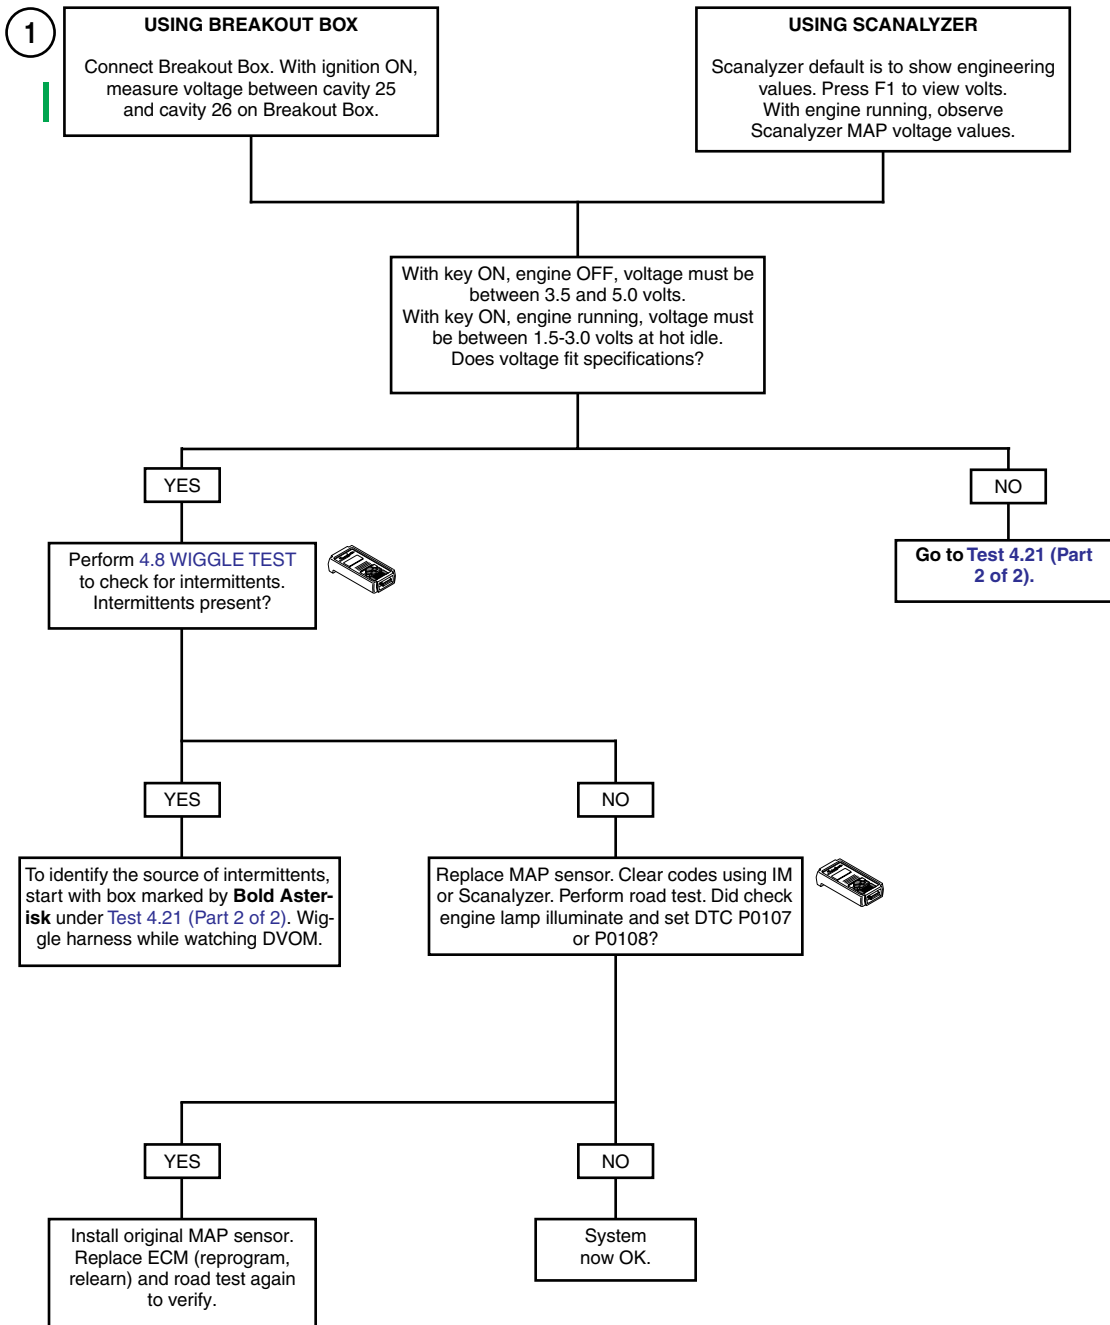 1
USING BREAKOUT BOX
Connect Breakout Box. With ignition ON,
measure voltage between cavity 25
and cavity 26 on Breakout Box.
USING SCANALYZER
Scanalyzer default is to show engineering
values. Press F1 to view volts.
With engine running, observe
Scanalyzer MAP voltage values.
With key ON, engine OFF, voltage must be
between 3.5 and 5.0 volts.
With key ON, engine running, voltage must
be between 1.5-3.0 volts at hot idle.
Does voltage fit specifications?
YES
NO
Perform 4.8 WIGGLE TEST
to check for intermittents.
Intermittents present?
Go to Test 4.21 (Part
2 of 2).
YES
NO
To identify the source of intermittents,
start with box marked by Bold Aster-
isk under Test 4.21 (Part 2 of 2). Wig-
gle harness while watching DVOM.
Replace MAP sensor. Clear codes using IM
or Scanalyzer. Perform road test. Did check
engine lamp illuminate and set DTC P0107
or P0108?
YES
NO
Install original MAP sensor.
Replace ECM (reprogram,
relearn) and road test again
to verify.
System
now OK.